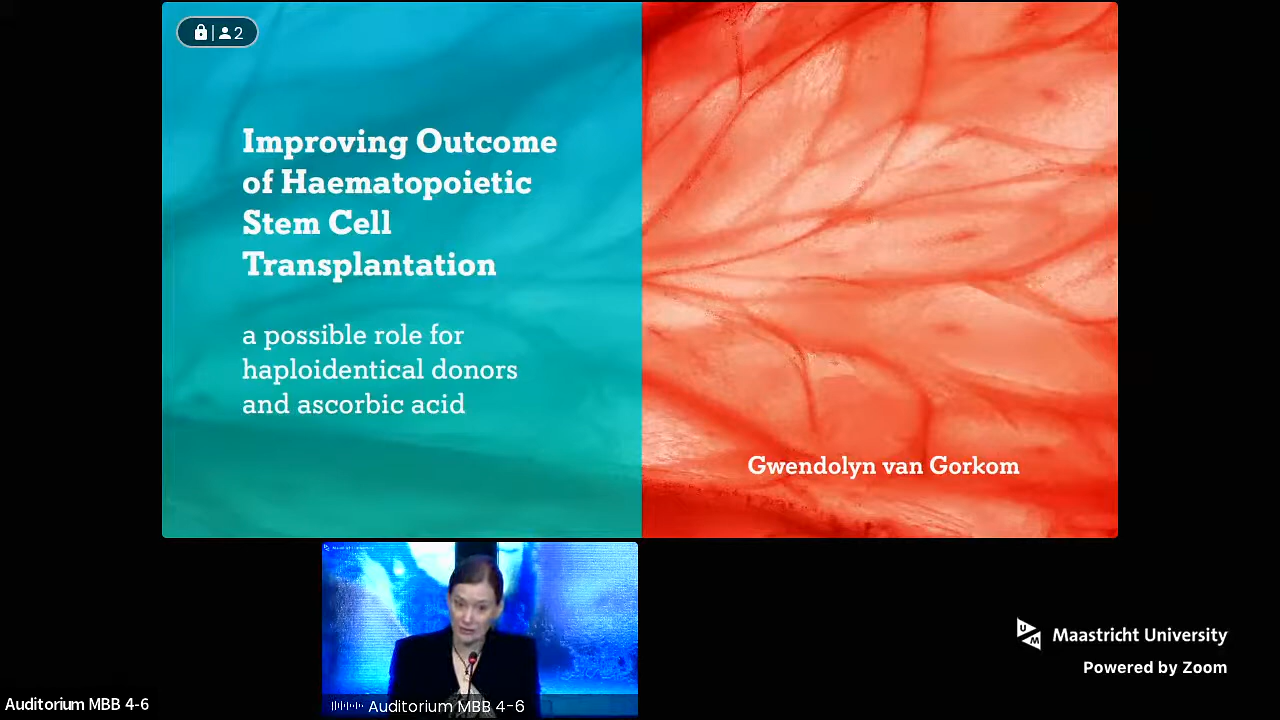 2
Improving Outcome
of Haematopoietic
Stem Cell
Transplantation
a possible role for
haploidentical donors
and ascorbic acid
Gwendolyn van Gorkom
UM
Maastricht University
Powered by Zoom
Auditorium MBB 4-6
Auditorium MBB 4-6